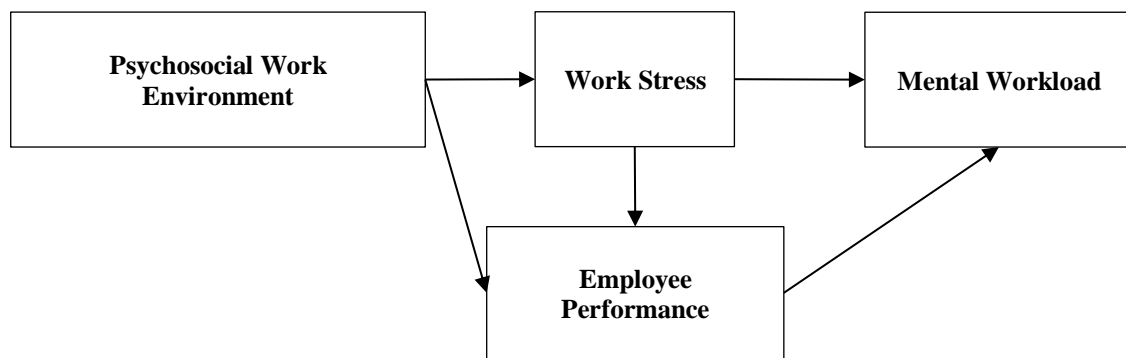 Psychosocial Work
Environment
Work Stress
Mental Workload
Employee
Performance